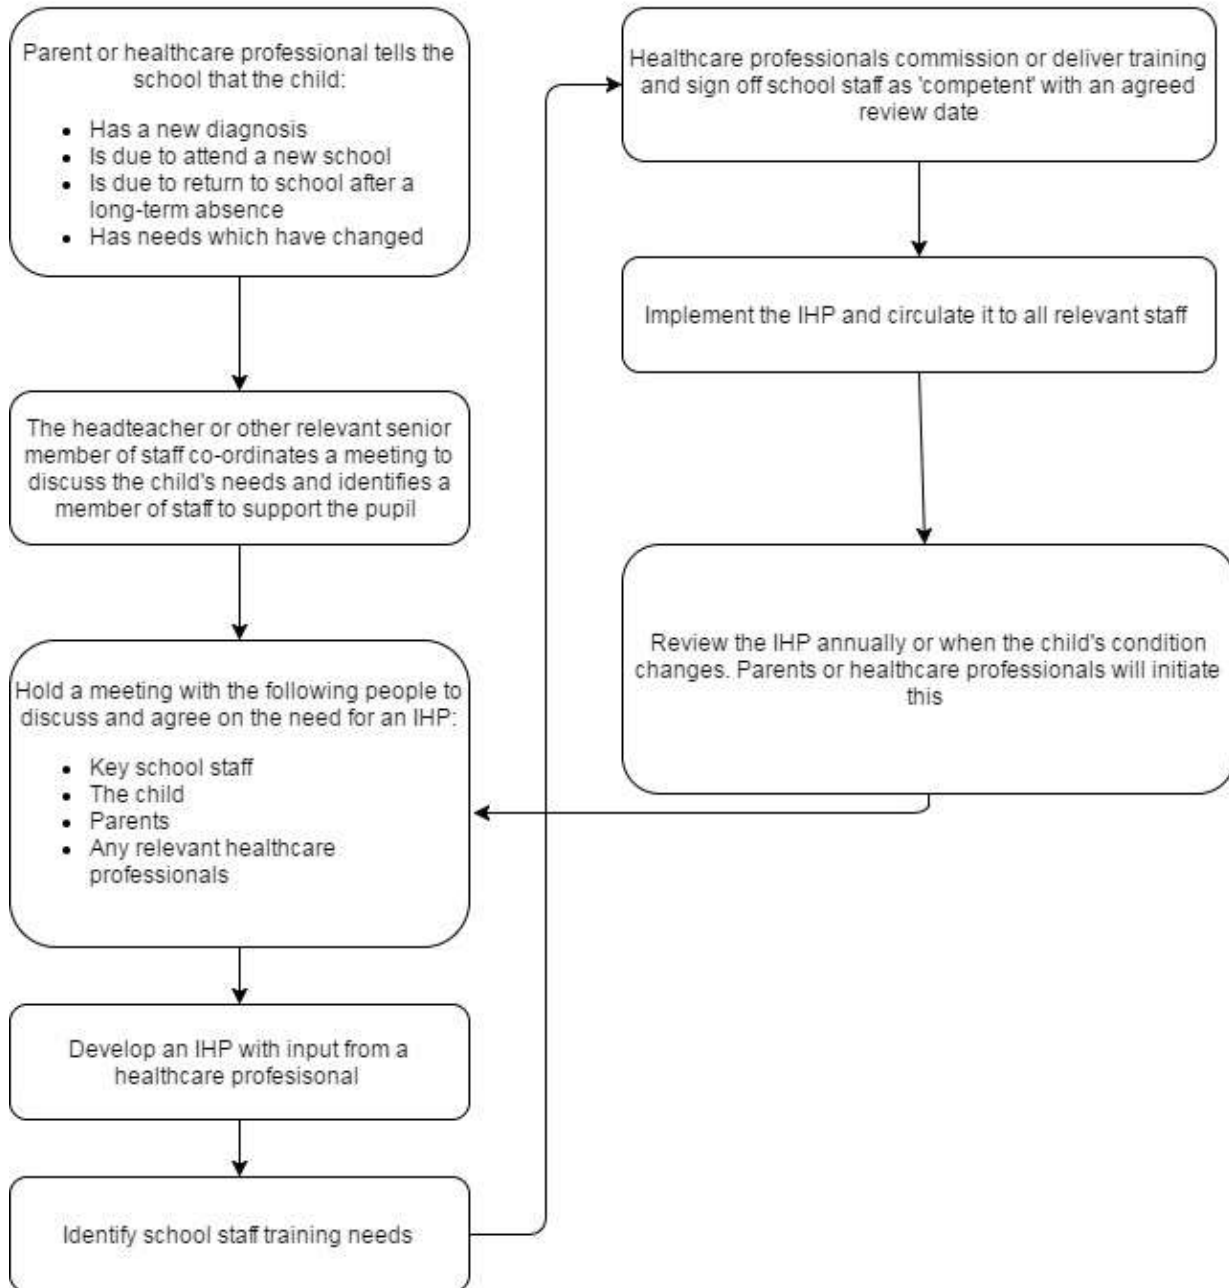 Parent or healthcare professional tells the
school that the child:
• Has a new diagnosis
• Is due to attend a new school
• Is due to return to school after a
long-term absence
• Has needs which have changed
The headteacher or other relevant senior
member of staff co-ordinates a meeting to
discuss the child's needs and identifies a
member of staff to support the pupil
Hold a meeting with the following people to
discuss and agree on the need for an IHP:
• Key school staff
• The child
• Parents
• Any relevant healthcare
professionals
Develop an IHP with input from a
healthcare profesisonal
Identify school staff training needs
Healthcare professionals commission or deliver training
and sign off school staff as 'competent' with an agreed
review date
Implement the IHP and circulate it to all relevant staff
Review the IHP annually or when the child's condition
changes. Parents or healthcare professionals will initiate
this